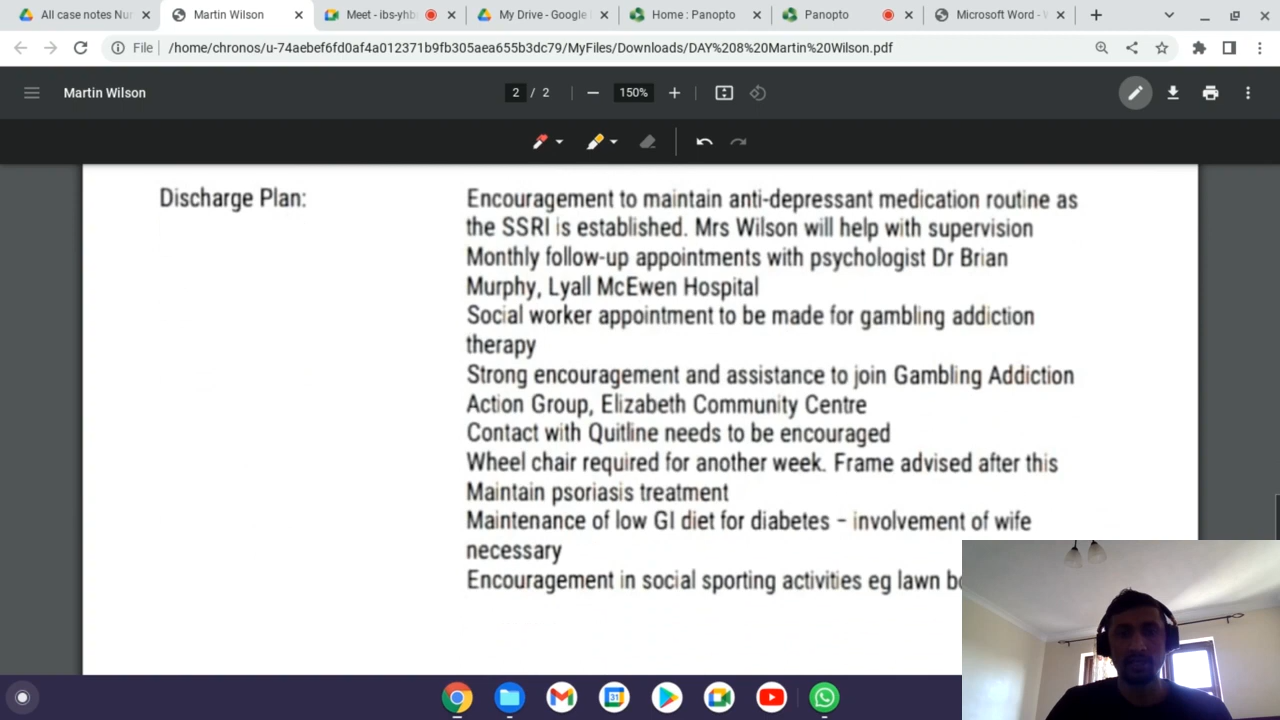 All case notes Nur
Martin Wilson
Meet - ibs-yhb
My Drive - Google
Home : Panopto
Panopto
Microsoft Word - W
File
/home/chronos/u-74aebef6fd0af4a012371b9fb305aea655b3dc79/MyFiles/Downloads/DAY%208%20Martin%20Wilson.pdf
Martin Wilson
2 / 2
150%
Discharge Plan:
Encouragement to maintain anti-depressant medication routine as
the SSRI is established. Mrs Wilson will help with supervision
Monthly follow-up appointments with psychologist Dr Brian
Murphy, Lyall McEwen Hospital
Social worker appointment to be made for gambling addiction
therapy
Strong encouragement and assistance to join Gambling Addiction
Action Group, Elizabeth Community Centre
Contact with Quitline needs to be encouraged
Wheel chair required for another week. Frame advised after this
Maintain psoriasis treatment
Maintenance of low GI diet for diabetes – involvement of wife
necessary
Encouragement in social sporting activities eg lawn bo
31